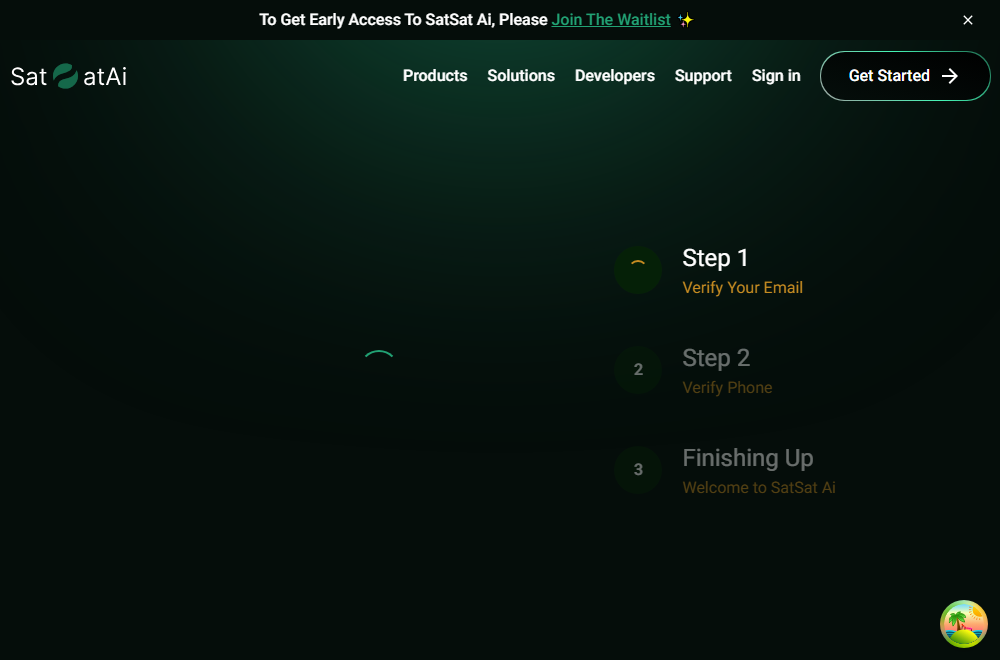 To Get Early Access To SatSat Ai, Please Join The Waitlist ✨
Sat atAi
Products
Solutions
Developers
Support
Sign in
Get Started
Step 1
Verify Your Email
2
Step 2
Verify Phone
3
Finishing Up
Welcome to SatSat Ai